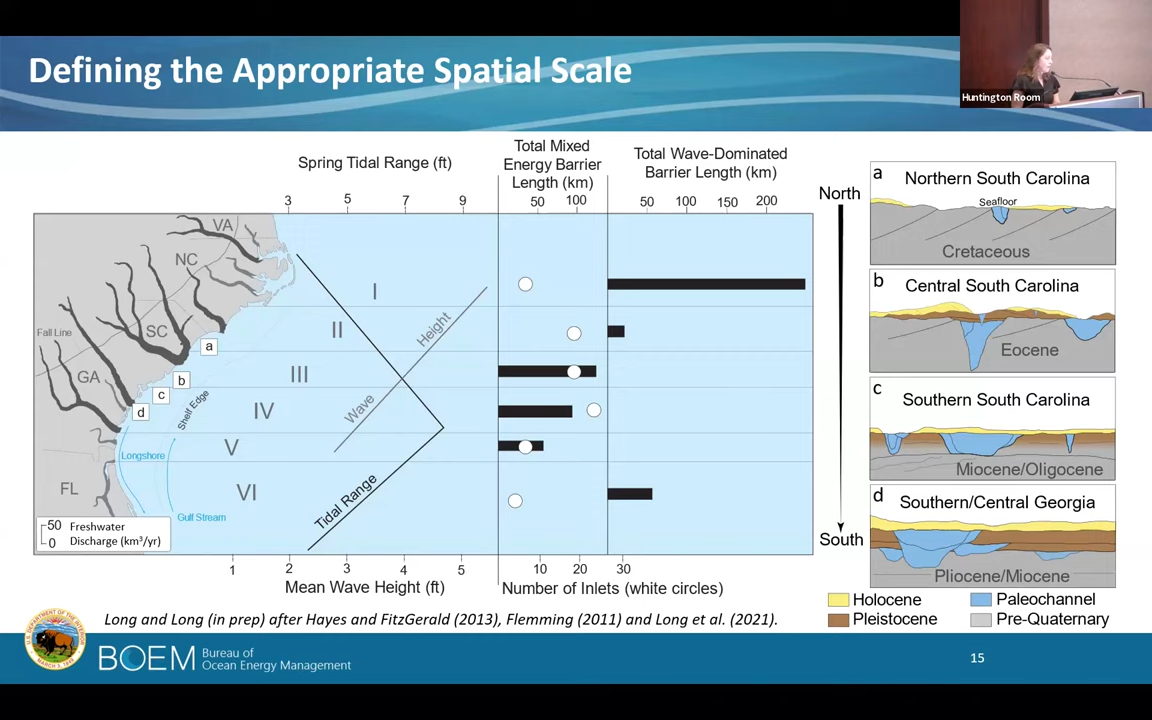 Defining the Appropriate Spatial Scale
Huntington Room
Spring Tidal Range (ft)
3 5 7 9
Total Mixed
Energy Barrier
Length (km)
50 100
Total Wave-Dominated
Barrier Length (km)
50 100 150 200
VA
NC
SC
GA
FL
Fall Line
a
b
c
d
Shelf Edge
Longshore
Gulf Stream
50
0
Freshwater
Discharge (km³/yr)
I
II
III
IV
V
VI
Wave Height
Tidal Range
1 2 3 4 5
Mean Wave Height (ft)
10 20 30
Number of Inlets (white circles)
North
South
a
Northern South Carolina
Seafloor
Cretaceous
b
Central South Carolina
Eocene
c
Southern South Carolina
Miocene/Oligocene
d
Southern/Central Georgia
Pliocene/Miocene
Holocene
Paleochannel
Pleistocene
Pre-Quaternary
Long and Long (in prep) after Hayes and FitzGerald (2013), Flemming (2011) and Long et al. (2021).
BOEM
Bureau of
Ocean Energy Management
15